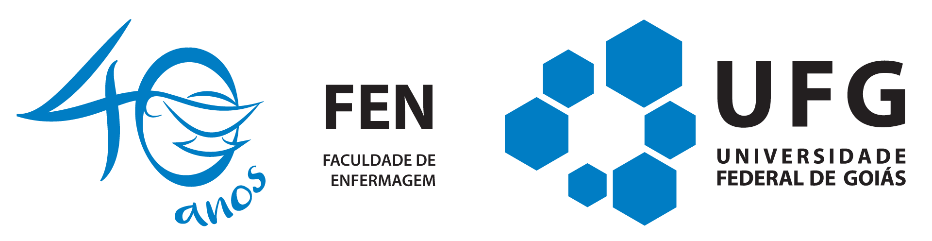 40
anos
FEN
FACULDADE DE
ENFERMAGEM
UFG
UNIVERSIDADE
FEDERAL DE GOIÁS